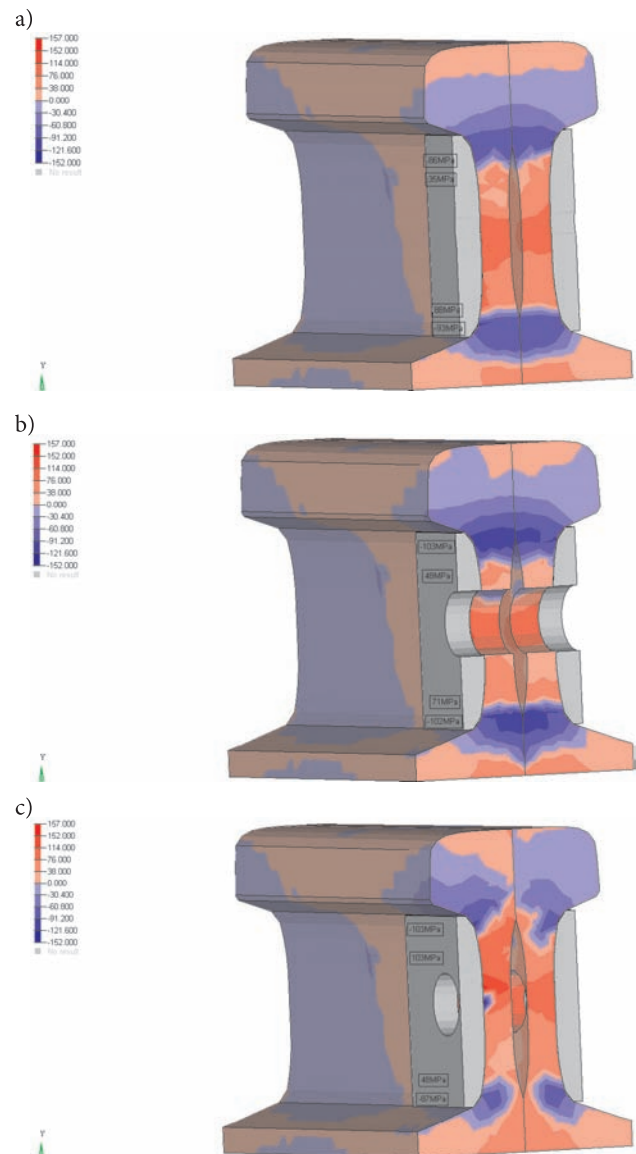 a)
157.000
152.000
114.000
76.000
38.000
0.000
-30.400
-60.800
-91.200
-121.600
-152.000
No result
-86MPa
-35MPa
88MPa
-93MPa
Y
b)
157.000
152.000
114.000
76.000
38.000
0.000
-30.400
-60.800
-91.200
-121.600
-152.000
No result
-103MPa
49MPa
71MPa
-102MPa
Y
c)
157.000
152.000
114.000
76.000
38.000
0.000
-30.400
-60.800
-91.200
-121.600
-152.000
No result
-103MPa
103MPa
46MPa
-87MPa
Y